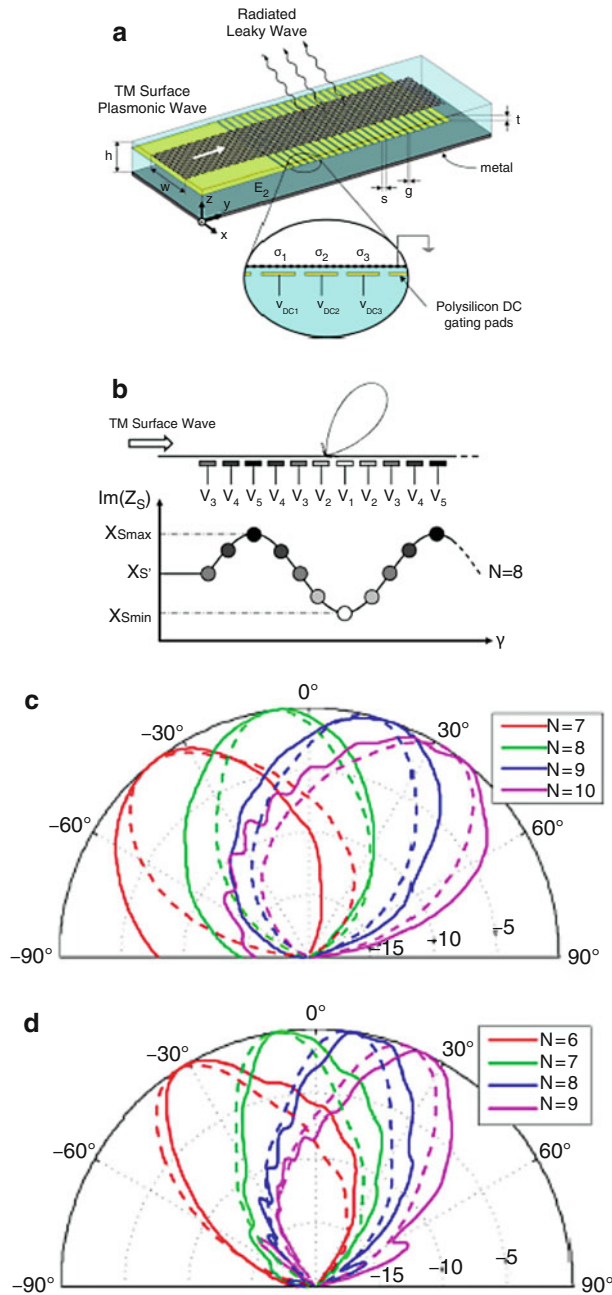 a
Radiated
Leaky Wave
TM Surface
Plasmonic Wave
h
w
z
y
x
E2
s
g
t
metal
σ1 σ2 σ3
VDC1 VDC2 VDC3
Polysilicon DC
gating pads
b
TM Surface Wave
V3 V4 V5 V4 V3 V2 V1 V2 V3 V4 V5
Im(ZS)
XSmax
XS'
XSmin
N=8
γ
c
0°
-30°
30°
-60°
60°
-90°
90°
-15
-10
-5
N=7
N=8
N=9
N=10
d
0°
-30°
30°
-60°
60°
-90°
90°
-15
-10
-5
N=6
N=7
N=8
N=9